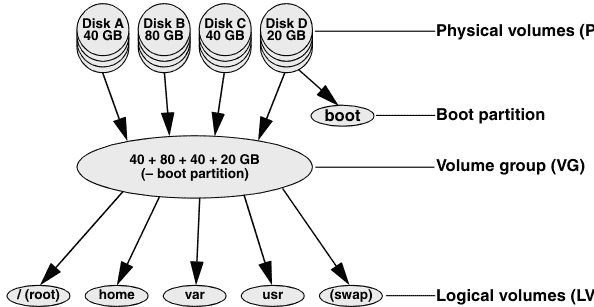 Disk A
40 GB
Disk B
80 GB
Disk C
40 GB
Disk D
20 GB
Physical volumes (P
boot
Boot partition
40 + 80 + 40 + 20 GB
(– boot partition)
Volume group (VG)
/ (root)
home
var
usr
(swap)
Logical volumes (LV